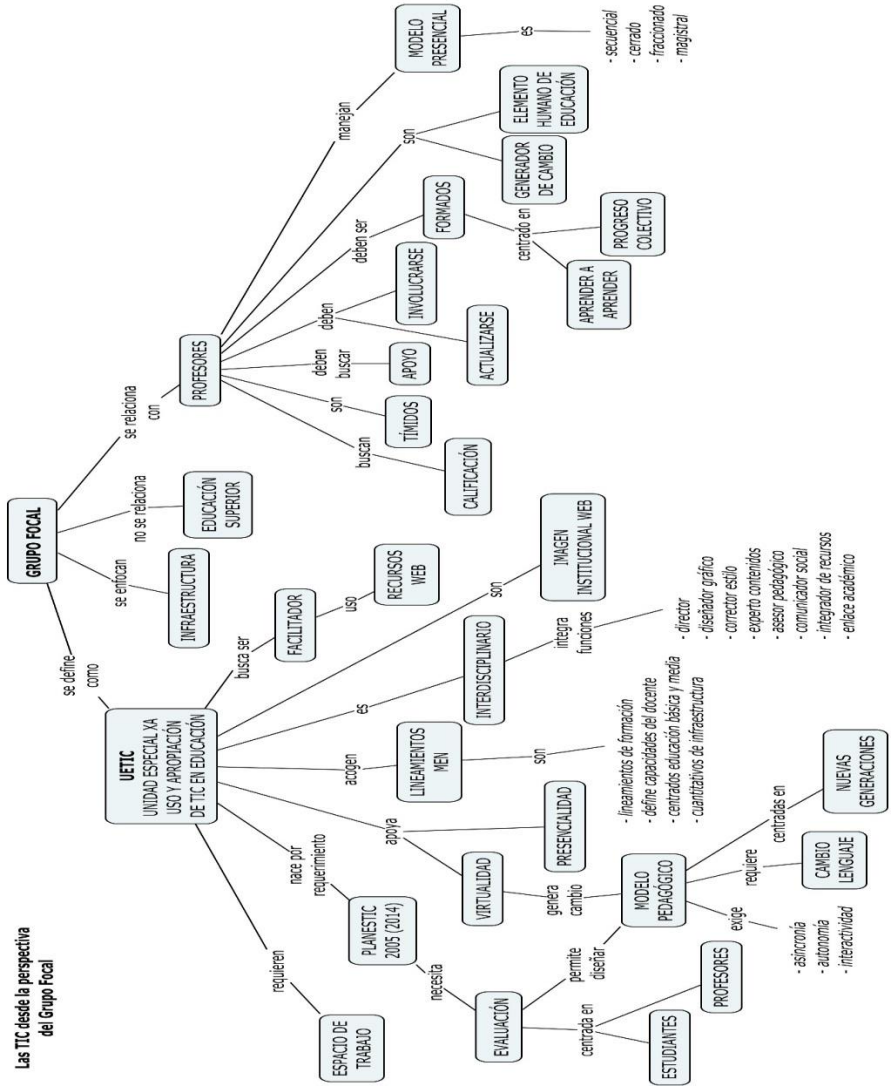 Las TIC desde la perspectiva
del Grupo Focal
GRUPO FOCAL
se define
como
se enfocan
no se relaciona
se relaciona
con
UETIC
UNIDAD ESPECIAL XA
USO Y APROPIACIÓN
DE TIC EN EDUCACIÓN
INFRAESTRUCTURA
EDUCACIÓN
SUPERIOR
PROFESORES
requieren
nace por
requerimiento
apoya
acogen
es
son
busca ser
ESPACIO DE
TRABAJO
PLANESTIC
2005 (2014)
necesita
EVALUACIÓN
centrada en
ESTUDIANTES
PROFESORES
permite
diseñar
VIRTUALIDAD
PRESENCIALIDAD
genera
cambio
MODELO
PEDAGÓGICO
exige
- asincronía
- autonomía
- interactividad
requiere
CAMBIO
LENGUAJE
centradas en
NUEVAS
GENERACIONES
LINEAMIENTOS
MEN
son
- lineamientos de formación
- define capacidades del docente
- centrados educación básica y media
- cuantitativos de infraestructura
INTERDISCIPLINARIO
integra
funciones
- director
- diseñador gráfico
- corrector estilo
- experto contenidos
- asesor pedagógico
- comunicador social
- integrador de recursos
- enlace académico
IMAGEN
INSTITUCIONAL WEB
FACILITADOR
uso
RECURSOS
WEB
buscan
CALIFICACIÓN
son
TÍMIDOS
deben
buscar
APOYO
deben
INVOLUCRARSE
ACTUALIZARSE
deben ser
FORMADOS
centrado en
APRENDER A
APRENDER
PROGRESO
COLECTIVO
son
GENERADOR
DE CAMBIO
ELEMENTO
HUMANO DE
EDUCACIÓN
manejan
MODELO
PRESENCIAL
es
- secuencial
- cerrado
- fraccionado
- magistral